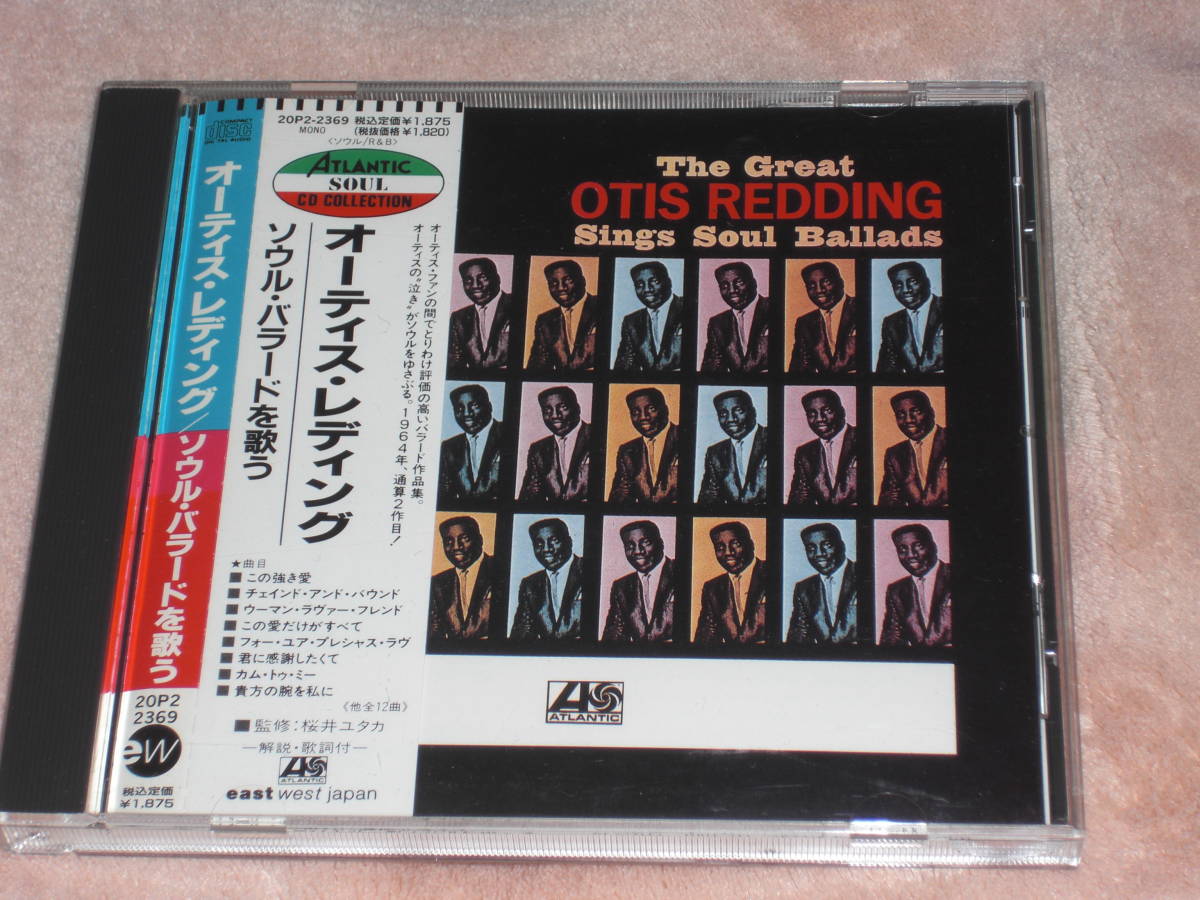 COMPACT
disc
DIGITAL AUDIO
オーティス・レディング/ソウル・バラードを歌う
20P2
2369
ew
税込定価
¥1,875
20P2-2369 税込定価¥1,875
MONO (税抜価格¥1,820)
〈ソウル/R&B〉
ATLANTIC
SOUL
CD COLLECTION
オーティス・レディング
ソウル・バラードを歌う
オーティス・ファンの間でとりわけ評価の高いバラード作品集。
オーティスの“泣き”がソウルをゆさぶる。1964年、通算2作目!
★曲目
■この強き愛
■チェインド・アンド・バウンド
■ウーマン・ラヴァー・フレンド
■この愛だけがすべて
■フォー・ユア・プレシャス・ラヴ
■君に感謝したくて
■カム・トゥ・ミー
■貴方の腕を私に
《他全12曲》
■監修:桜井ユタカ
—解説・歌詞付—
ATLANTIC
east west japan
The Great
OTIS REDDING
Sings Soul Ballads
ATLANTIC